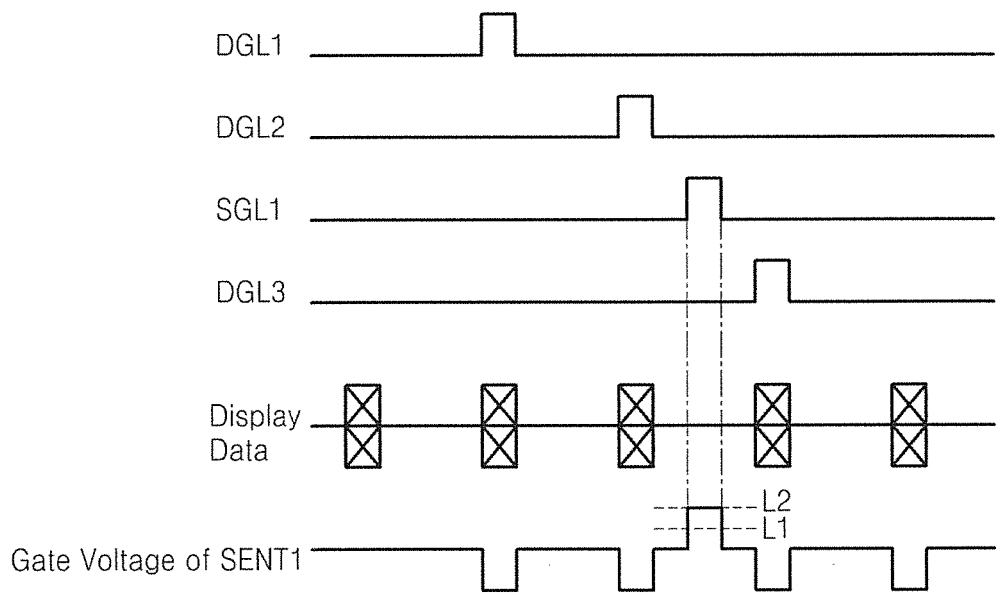 DGL1
DGL2
SGL1
DGL3
Display
Data
L2
L1
Gate Voltage of SENT1